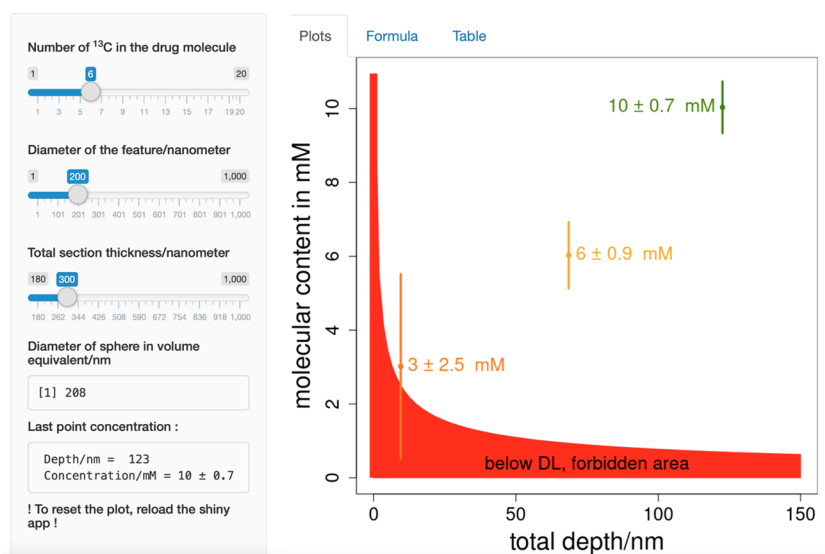 Number of ¹³C in the drug molecule
1 6 20
1 3 5 7 9 11 13 15 17 19 20
Diameter of the feature/nanometer
1 200 1,000
1 101 201 301 401 501 601 701 801 901 1,000
Total section thickness/nanometer
180 300 1,000
180 262 344 426 508 590 672 754 836 918 1,000
Diameter of sphere in volume
equivalent/nm
[1] 208
Last point concentration :
Depth/nm = 123
Concentration/mM = 10 ± 0.7
! To reset the plot, reload the shiny
app !
Plots Formula Table
molecular content in mM
10
8
6
4
2
0
10 ± 0.7 mM
6 ± 0.9 mM
3 ± 2.5 mM
below DL, forbidden area
0 50 100 150
total depth/nm